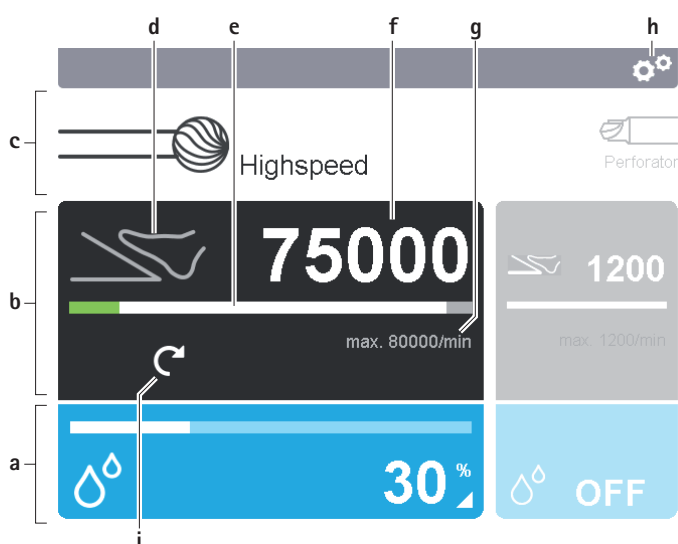 d e f g h
c
Highspeed
Perforator
b
75000
1200
max. 80000/min
max. 1200/min
a
30 %
OFF
i